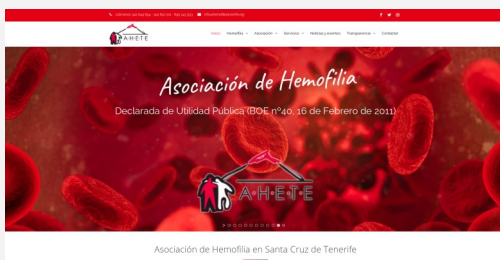 Inicio Hemofilia Asociación Servicios Noticias y eventos Transparencia Contactar
A·H·E·T·E
Asociación de Hemofilia
Declarada de Utilidad Pública (BOE nº40, 16 de Febrero de 2011)
A·H·E·T·E
Asociación de Hemofilia en Santa Cruz de Tenerife